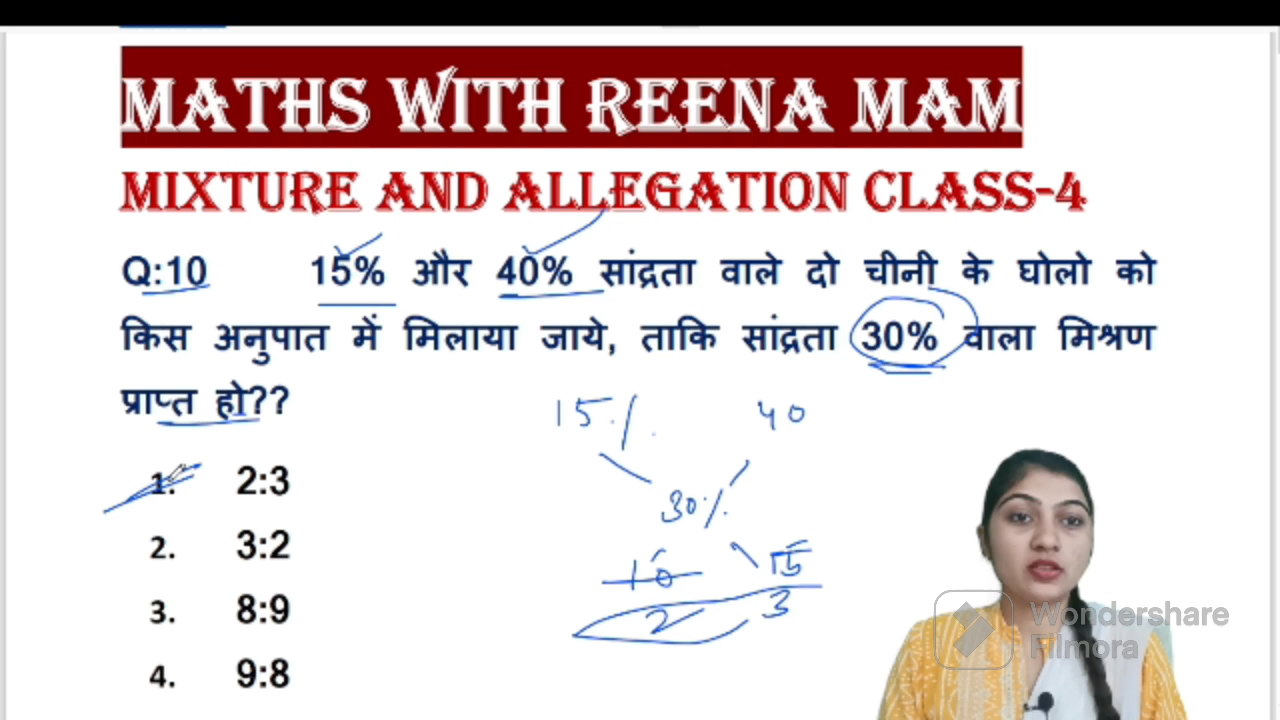 MATHS WITH REENA MAM
MIXTURE AND ALLEGATION CLASS-4
Q:10 15% और 40% सांद्रता वाले दो चीनी के घोलो को
किस अनुपात में मिलाया जाये, ताकि सांद्रता 30% वाला मिश्रण
प्राप्त हो??
15% 40
30%
10 15
2 3
1. 2:3
2. 3:2
3. 8:9
4. 9:8
Wondershare
Filmora